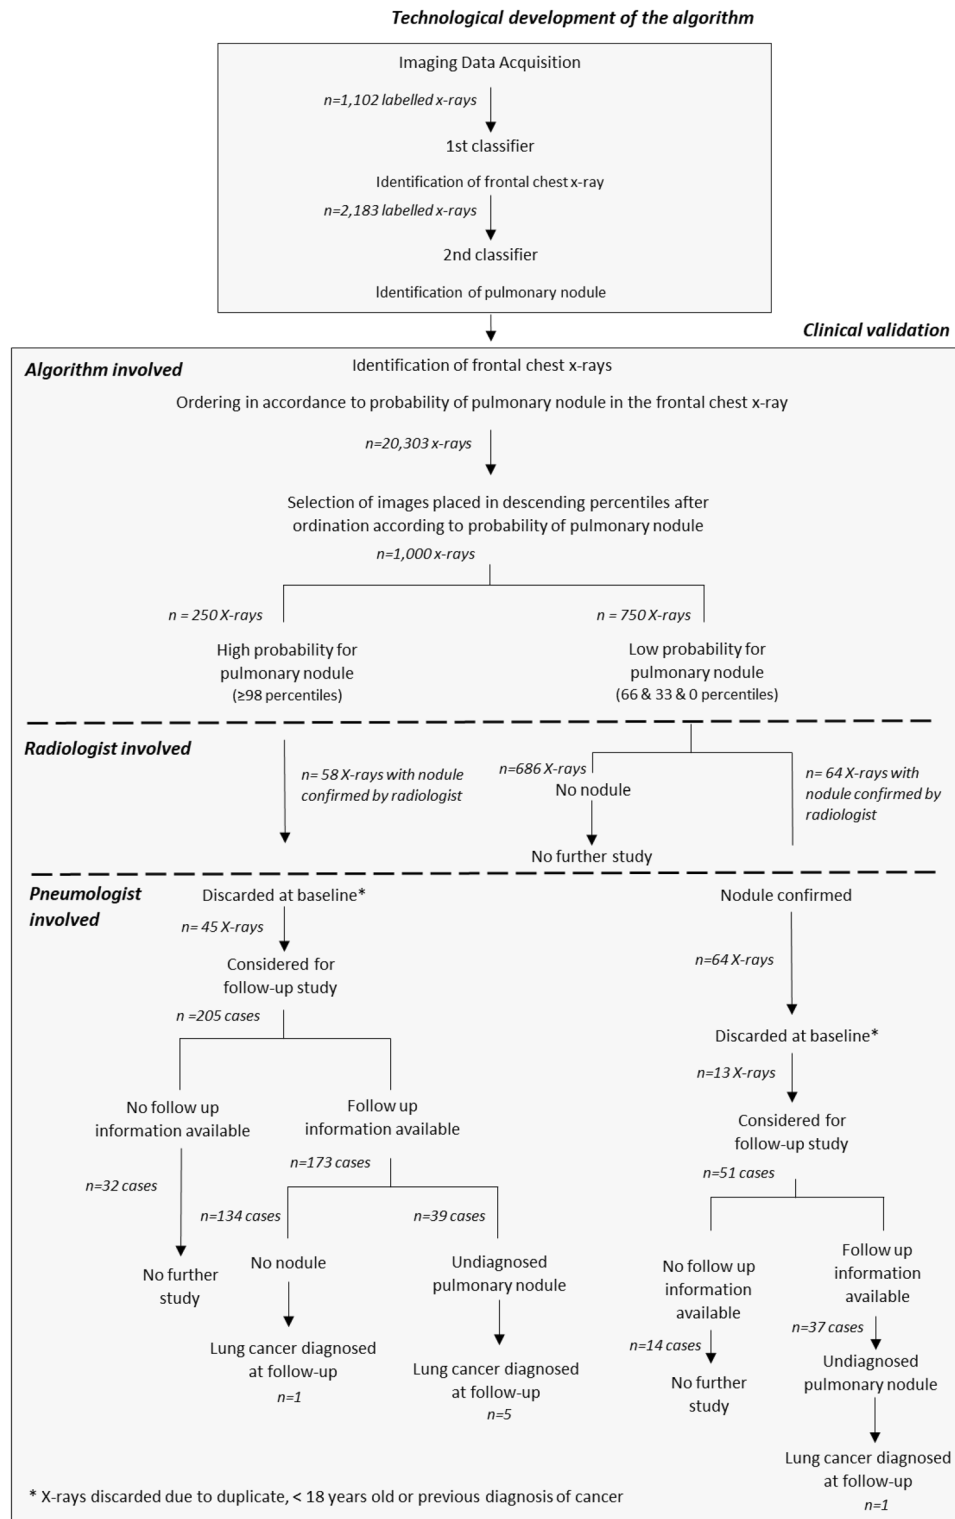 Technological development of the algorithm
Imaging Data Acquisition
n=1,102 labelled x-rays
1st classifier
Identification of frontal chest x-ray
n=2,183 labelled x-rays
2nd classifier
Identification of pulmonary nodule
Clinical validation
Algorithm involved
Identification of frontal chest x-rays
Ordering in accordance to probability of pulmonary nodule in the frontal chest x-ray
n=20,303 x-rays
Selection of images placed in descending percentiles after
ordination according to probability of pulmonary nodule
n=1,000 x-rays
n = 250 X-rays
High probability for
pulmonary nodule
(≥98 percentiles)
n = 750 X-rays
Low probability for
pulmonary nodule
(66 & 33 & 0 percentiles)
Radiologist involved
n= 58 X-rays with nodule
confirmed by radiologist
n=686 X-rays
No nodule
No further study
n= 64 X-rays with
nodule confirmed by
radiologist
Pneumologist
involved
Discarded at baseline*
n= 45 X-rays
Considered for
follow-up study
n =205 cases
No follow up
information available
n=32 cases
No further
study
Follow up
information available
n=173 cases
n=134 cases
No nodule
Lung cancer diagnosed
at follow-up
n=1
n=39 cases
Undiagnosed
pulmonary nodule
Lung cancer diagnosed
at follow-up
n=5
Nodule confirmed
n=64 X-rays
Discarded at baseline*
n=13 X-rays
Considered for
follow-up study
n=51 cases
No follow up
information
available
n=14 cases
No further
study
Follow up
information
available
n=37 cases
Undiagnosed
pulmonary nodule
Lung cancer diagnosed
at follow-up
n=1
* X-rays discarded due to duplicate, < 18 years old or previous diagnosis of cancer